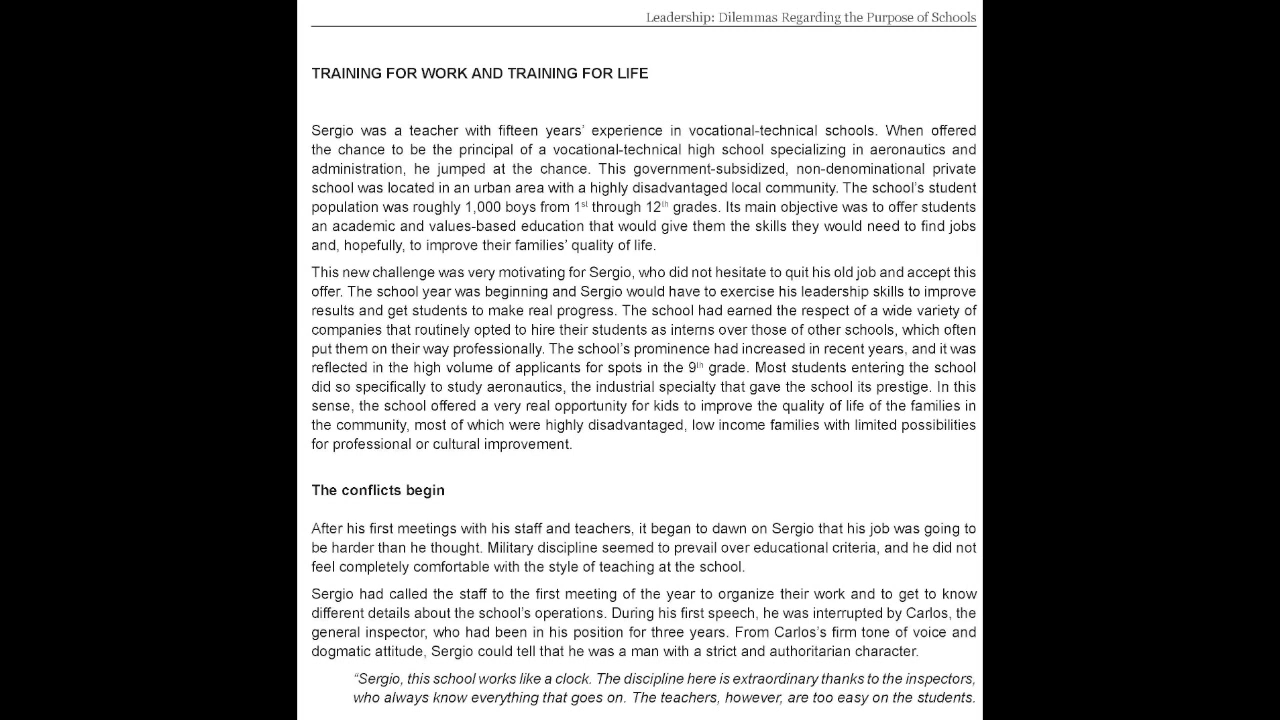 Leadership: Dilemmas Regarding the Purpose of Schools
TRAINING FOR WORK AND TRAINING FOR LIFE
Sergio was a teacher with fifteen years’ experience in vocational-technical schools. When offered
the chance to be the principal of a vocational-technical high school specializing in aeronautics and
administration, he jumped at the chance. This government-subsidized, non-denominational private
school was located in an urban area with a highly disadvantaged local community. The school’s student
population was roughly 1,000 boys from 1st through 12th grades. Its main objective was to offer students
an academic and values-based education that would give them the skills they would need to find jobs
and, hopefully, to improve their families’ quality of life.
This new challenge was very motivating for Sergio, who did not hesitate to quit his old job and accept this
offer. The school year was beginning and Sergio would have to exercise his leadership skills to improve
results and get students to make real progress. The school had earned the respect of a wide variety of
companies that routinely opted to hire their students as interns over those of other schools, which often
put them on their way professionally. The school’s prominence had increased in recent years, and it was
reflected in the high volume of applicants for spots in the 9th grade. Most students entering the school
did so specifically to study aeronautics, the industrial specialty that gave the school its prestige. In this
sense, the school offered a very real opportunity for kids to improve the quality of life of the families in
the community, most of which were highly disadvantaged, low income families with limited possibilities
for professional or cultural improvement.
The conflicts begin
After his first meetings with his staff and teachers, it began to dawn on Sergio that his job was going to
be harder than he thought. Military discipline seemed to prevail over educational criteria, and he did not
feel completely comfortable with the style of teaching at the school.
Sergio had called the staff to the first meeting of the year to organize their work and to get to know
different details about the school’s operations. During his first speech, he was interrupted by Carlos, the
general inspector, who had been in his position for three years. From Carlos’s firm tone of voice and
dogmatic attitude, Sergio could tell that he was a man with a strict and authoritarian character.
“Sergio, this school works like a clock. The discipline here is extraordinary thanks to the inspectors,
who always know everything that goes on. The teachers, however, are too easy on the students.